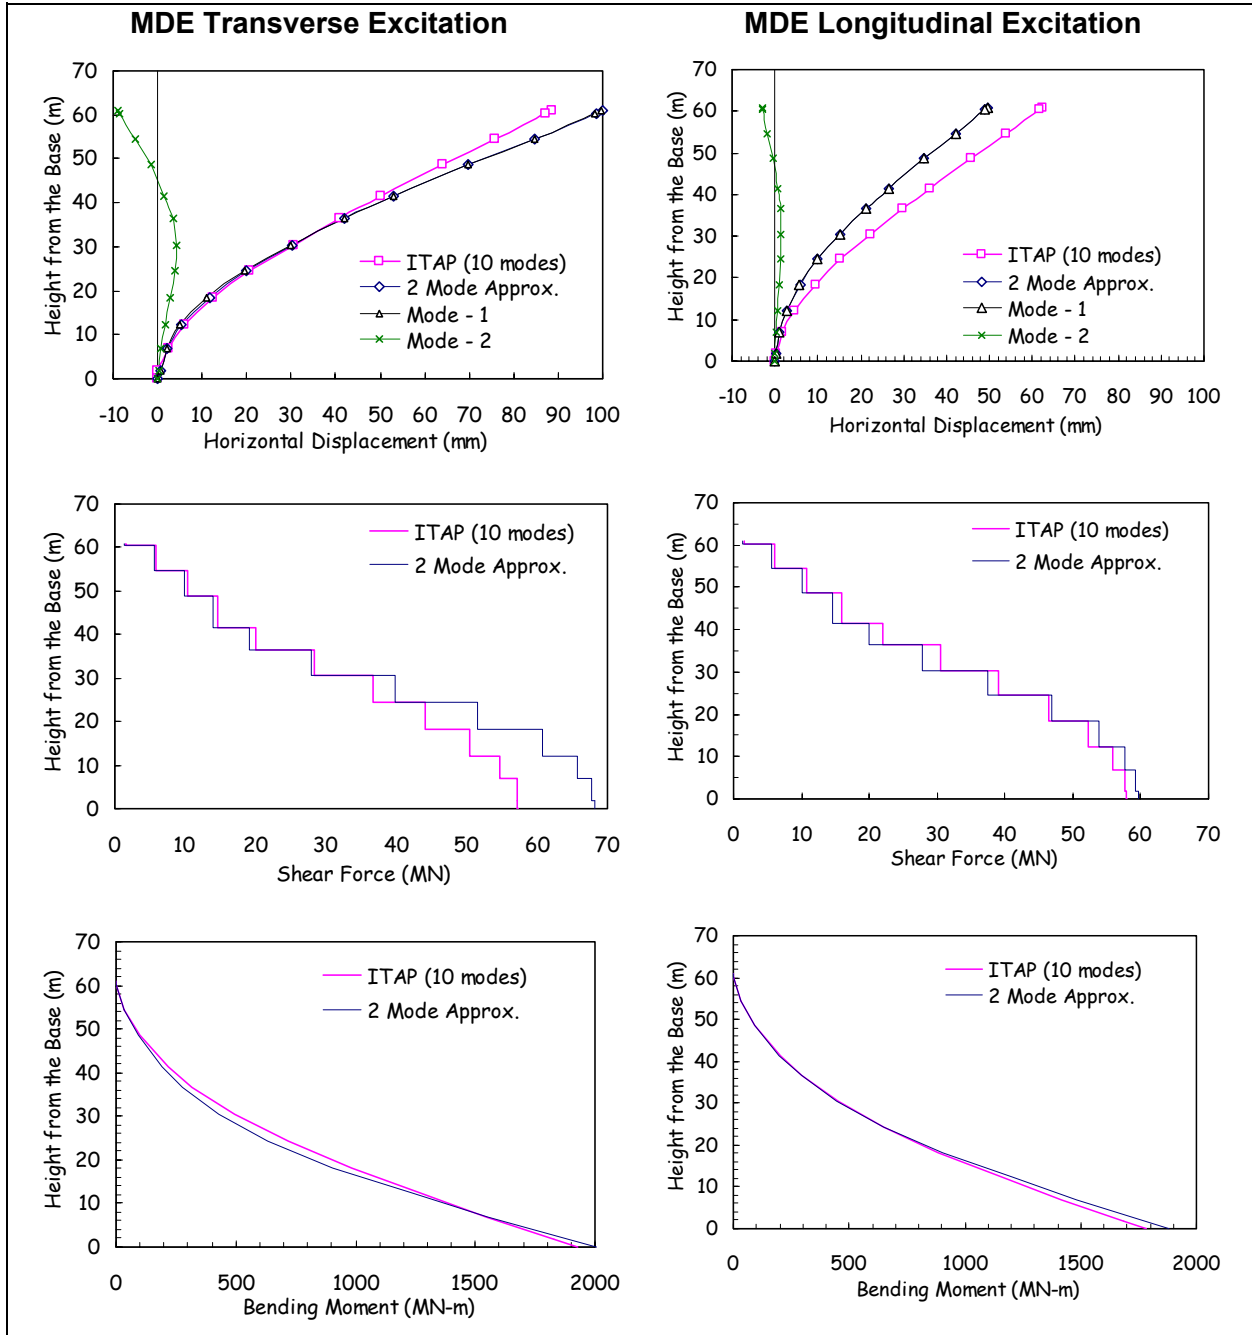 MDE Transverse Excitation
MDE Longitudinal Excitation
70
60
50
40
30
20
10
0
Height from the Base (m)
ITAP (10 modes)
2 Mode Approx.
Mode - 1
Mode - 2
-10 0 10 20 30 40 50 60 70 80 90 100
Horizontal Displacement (mm)
70
60
50
40
30
20
10
0
Height from the Base (m)
ITAP (10 modes)
2 Mode Approx.
Mode - 1
Mode - 2
-10 0 10 20 30 40 50 60 70 80 90 100
Horizontal Displacement (mm)
70
60
50
40
30
20
10
0
Height from the Base (m)
ITAP (10 modes)
2 Mode Approx.
0 10 20 30 40 50 60 70
Shear Force (MN)
70
60
50
40
30
20
10
0
Height from the Base (m)
ITAP (10 modes)
2 Mode Approx.
0 10 20 30 40 50 60 70
Shear Force (MN)
70
60
50
40
30
20
10
0
Height from the Base (m)
ITAP (10 modes)
2 Mode Approx.
0 500 1000 1500 2000
Bending Moment (MN-m)
70
60
50
40
30
20
10
0
Height from the Base (m)
ITAP (10 modes)
2 Mode Approx.
0 500 1000 1500 2000
Bending Moment (MN-m)